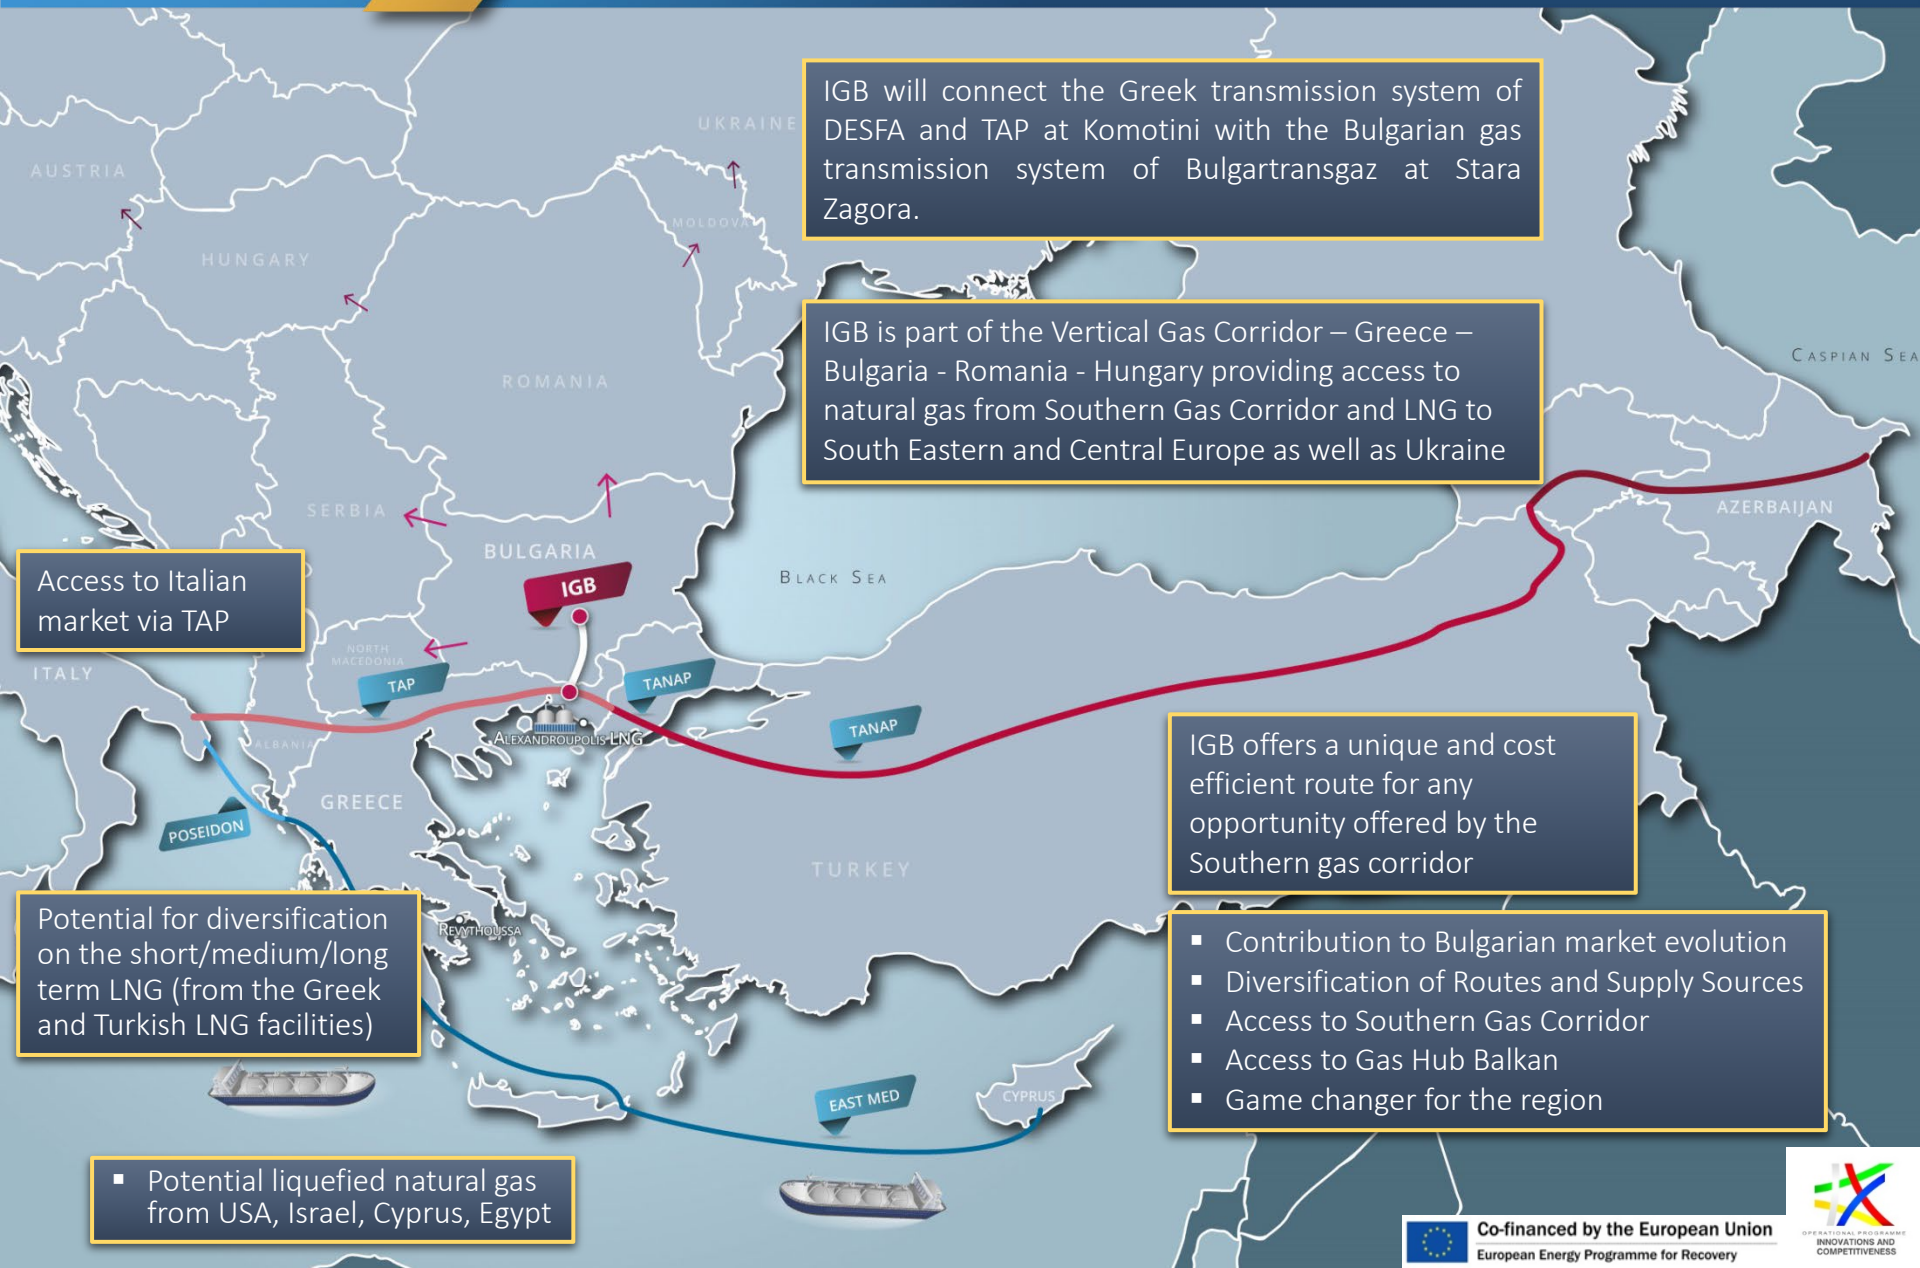 IGB will connect the Greek transmission system of
DESFA and TAP at Komotini with the Bulgarian gas
transmission system of Bulgartransgaz at Stara
Zagora.
UKRAINE
AUSTRIA
MOLDOVA
HUNGARY
IGB is part of the Vertical Gas Corridor – Greece –
Bulgaria - Romania - Hungary providing access to
natural gas from Southern Gas Corridor and LNG to
South Eastern and Central Europe as well as Ukraine
CASPIAN SEA
ROMANIA
SERBIA
AZERBAIJAN
BULGARIA
IGB
BLACK SEA
Access to Italian
market via TAP
NORTH
MACEDONIA
ITALY
TAP
TANAP
TANAP
ALEXANDROUPOLIS LNG
ALBANIA
IGB offers a unique and cost
efficient route for any
opportunity offered by the
Southern gas corridor
GREECE
POSEIDON
TURKEY
Potential for diversification
on the short/medium/long
term LNG (from the Greek
and Turkish LNG facilities)
REVYTHOUSSA
▪ Contribution to Bulgarian market evolution
▪ Diversification of Routes and Supply Sources
▪ Access to Southern Gas Corridor
▪ Access to Gas Hub Balkan
▪ Game changer for the region
EAST MED
CYPRUS
▪ Potential liquefied natural gas
from USA, Israel, Cyprus, Egypt
Co-financed by the European Union
European Energy Programme for Recovery
OPERATIONAL PROGRAMME
INNOVATIONS AND
COMPETITIVENESS